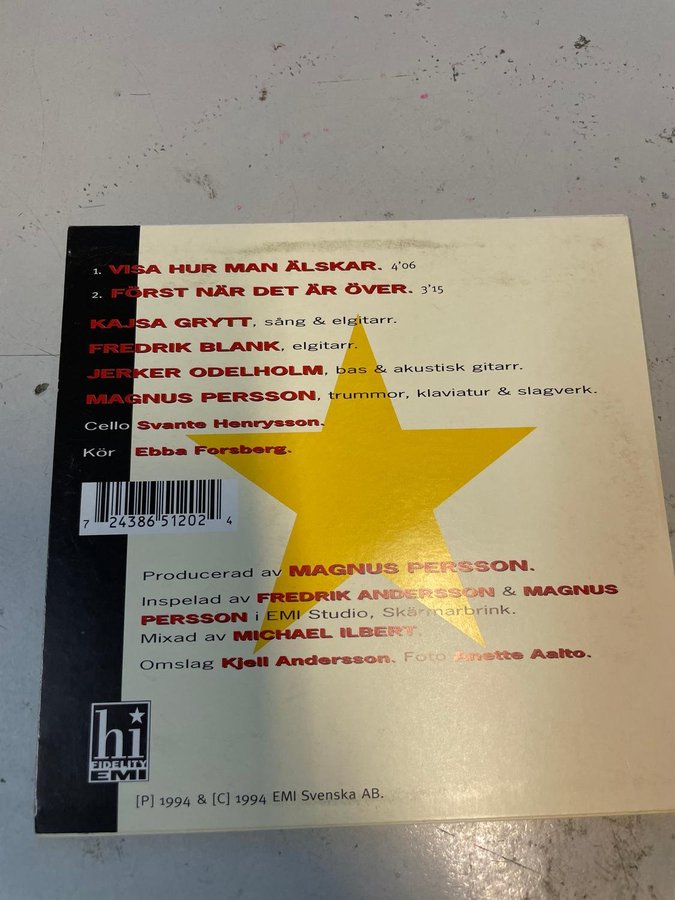 1. VISA HUR MAN ÄLSKAR. 4'06
2. FÖRST NÄR DET ÄR ÖVER. 3'15
KAJSA GRYTT, sång & elgitarr.
FREDRIK BLANK, elgitarr.
JERKER ODELHOLM, bas & akustisk gitarr.
MAGNUS PERSSON, trummor, klaviatur & slagverk.
Cello Svante Henrysson.
Kör Ebba Forsberg.
7 24386 51202 4
Producerad av MAGNUS PERSSON.
Inspelad av FREDRIK ANDERSSON & MAGNUS
PERSSON i EMI Studio, Skärmarbrink.
Mixad av MICHAEL ILBERT.
Omslag Kjell Andersson. Foto Anette Aalto.
hi
FIDELITY
EMI
[P] 1994 & [C] 1994 EMI Svenska AB.